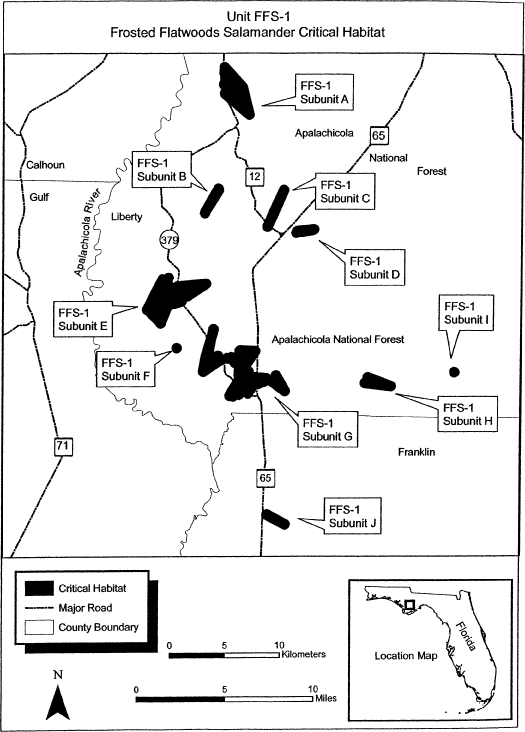 Unit FFS-1
Frosted Flatwoods Salamander Critical Habitat
FFS-1
Subunit A
Apalachicola
65
National
Forest
Calhoun
FFS-1
Subunit B
12
FFS-1
Subunit C
Gulf
Apalachicola River
Liberty
379
FFS-1
Subunit D
FFS-1
Subunit E
FFS-1
Subunit I
Apalachicola National Forest
FFS-1
Subunit F
FFS-1
Subunit H
FFS-1
Subunit G
71
Franklin
65
FFS-1
Subunit J
Critical Habitat
Major Road
County Boundary
N
0 5 10
Kilometers
0 5 10
Miles
Florida
Location Map